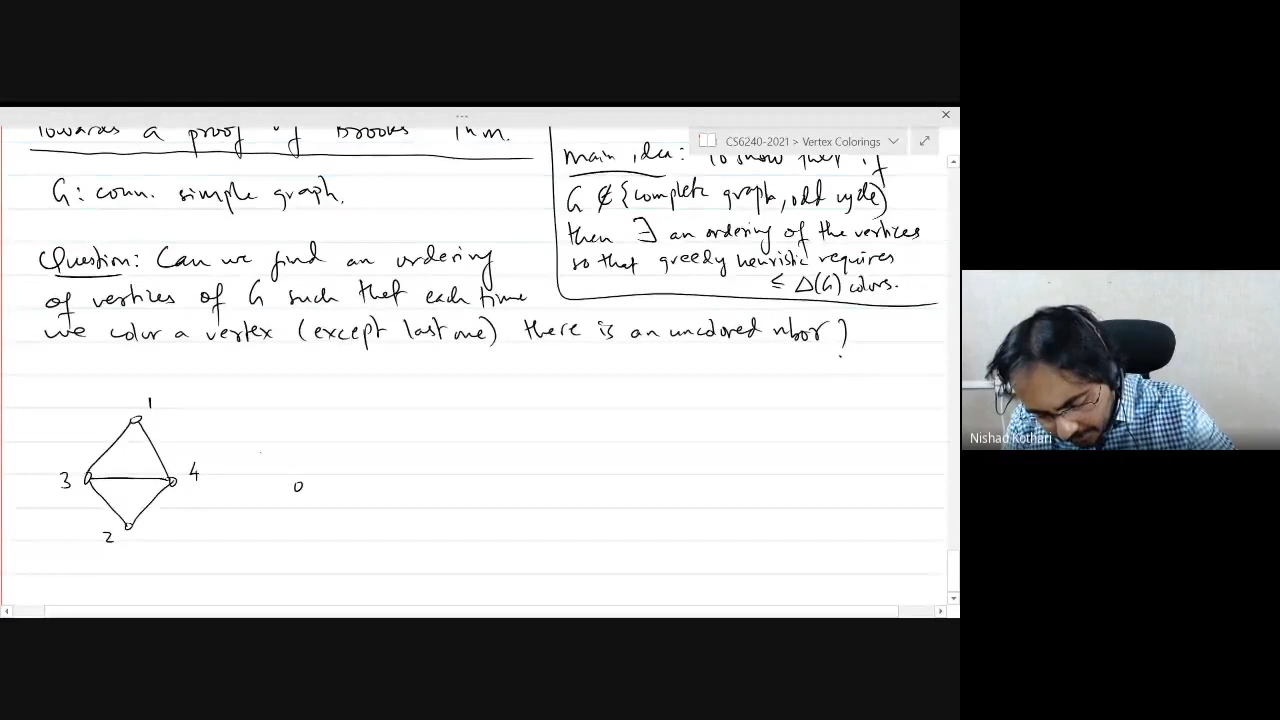 Towards a proof of Brooks' Thm.
G: conn. simple graph.
Question: Can we find an ordering
of vertices of G such that each time
we color a vertex (except last one) there is an uncolored nbor?
main idea: To show that if
G ∉ {complete graph, odd cycle}
then ∃ an ordering of the vertices
so that greedy heuristic requires
≤ Δ(G) colors.
CS6240-2021 > Vertex Colorings
1
3
4
2
Nishad Kothari